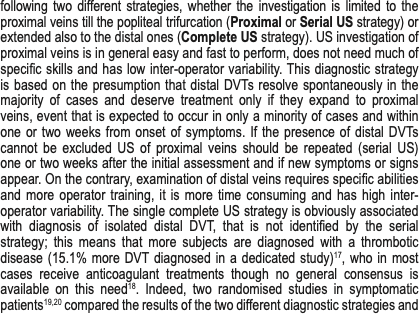 following two different strategies, whether the investigation is limited to the
proximal veins till the popliteal trifurcation (Proximal or Serial US strategy) or
extended also to the distal ones (Complete US strategy). US investigation of
proximal veins is in general easy and fast to perform, does not need much of
specific skills and has low inter-operator variability. This diagnostic strategy
is based on the presumption that distal DVTs resolve spontaneously in the
majority of cases and deserve treatment only if they expand to proximal
veins, event that is expected to occur in only a minority of cases and within
one or two weeks from onset of symptoms. If the presence of distal DVTs
cannot be excluded US of proximal veins should be repeated (serial US)
one or two weeks after the initial assessment and if new symptoms or signs
appear. On the contrary, examination of distal veins requires specific abilities
and more operator training, it is more time consuming and has high inter-
operator variability. The single complete US strategy is obviously associated
with diagnosis of isolated distal DVT, that is not identified by the serial
strategy; this means that more subjects are diagnosed with a thrombotic
disease (15.1% more DVT diagnosed in a dedicated study)17, who in most
cases receive anticoagulant treatments though no general consensus is
available on this need18. Indeed, two randomised studies in symptomatic
patients19,20 compared the results of the two different diagnostic strategies and